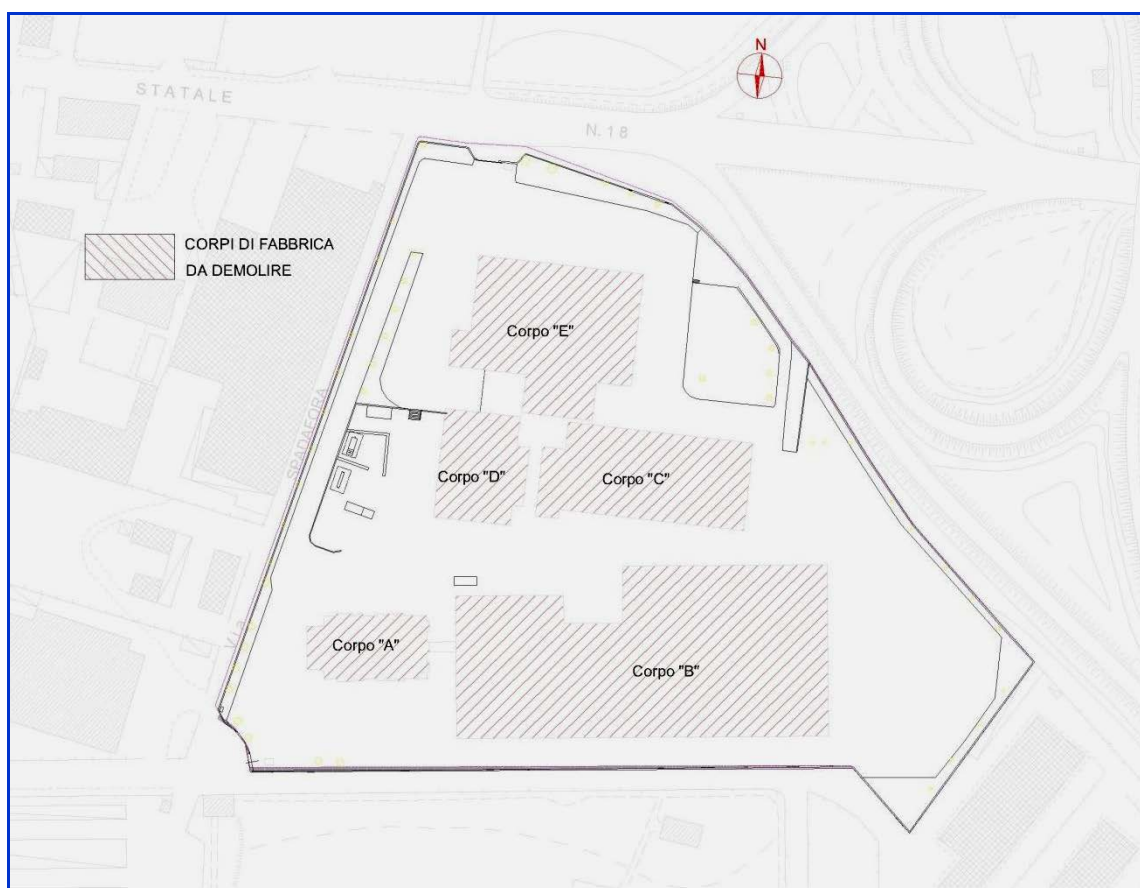 N
STATALE
N. 18
CORPI DI FABBRICA
DA DEMOLIRE
Corpo "E"
VIA SPADAFORA
Corpo "D"
Corpo "C"
Corpo "A"
Corpo "B"